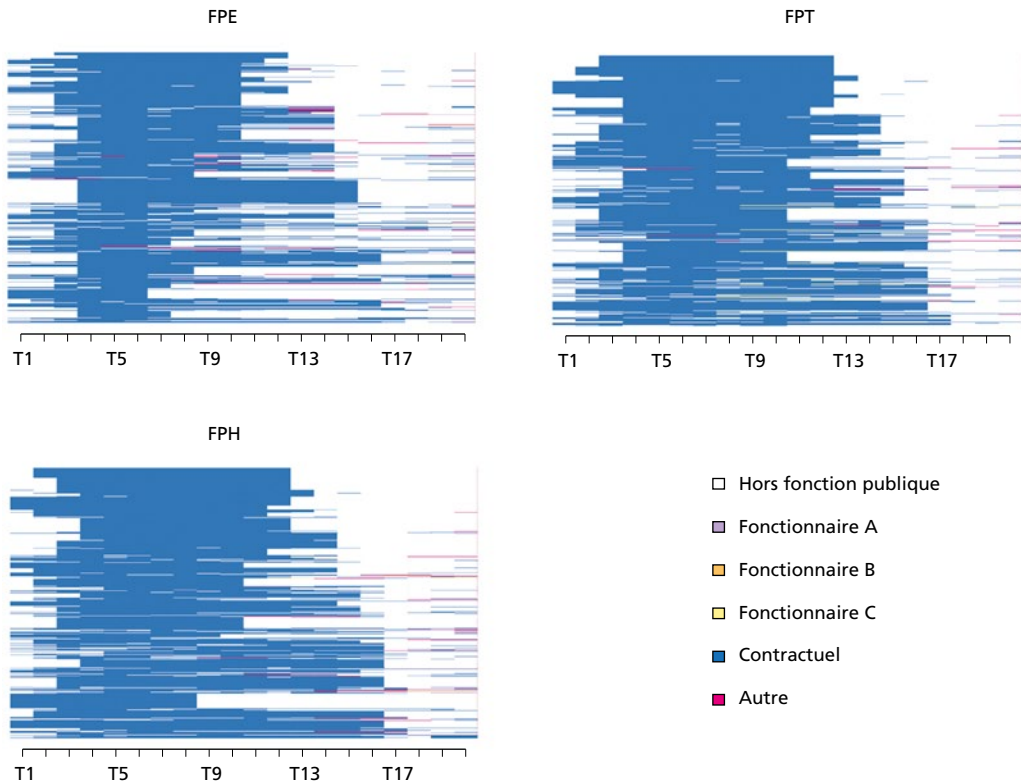 FPE
FPT
T1 T5 T9 T13 T17
T1 T5 T9 T13 T17
FPH
T1 T5 T9 T13 T17
Hors fonction publique
Fonctionnaire A
Fonctionnaire B
Fonctionnaire C
Contractuel
Autre